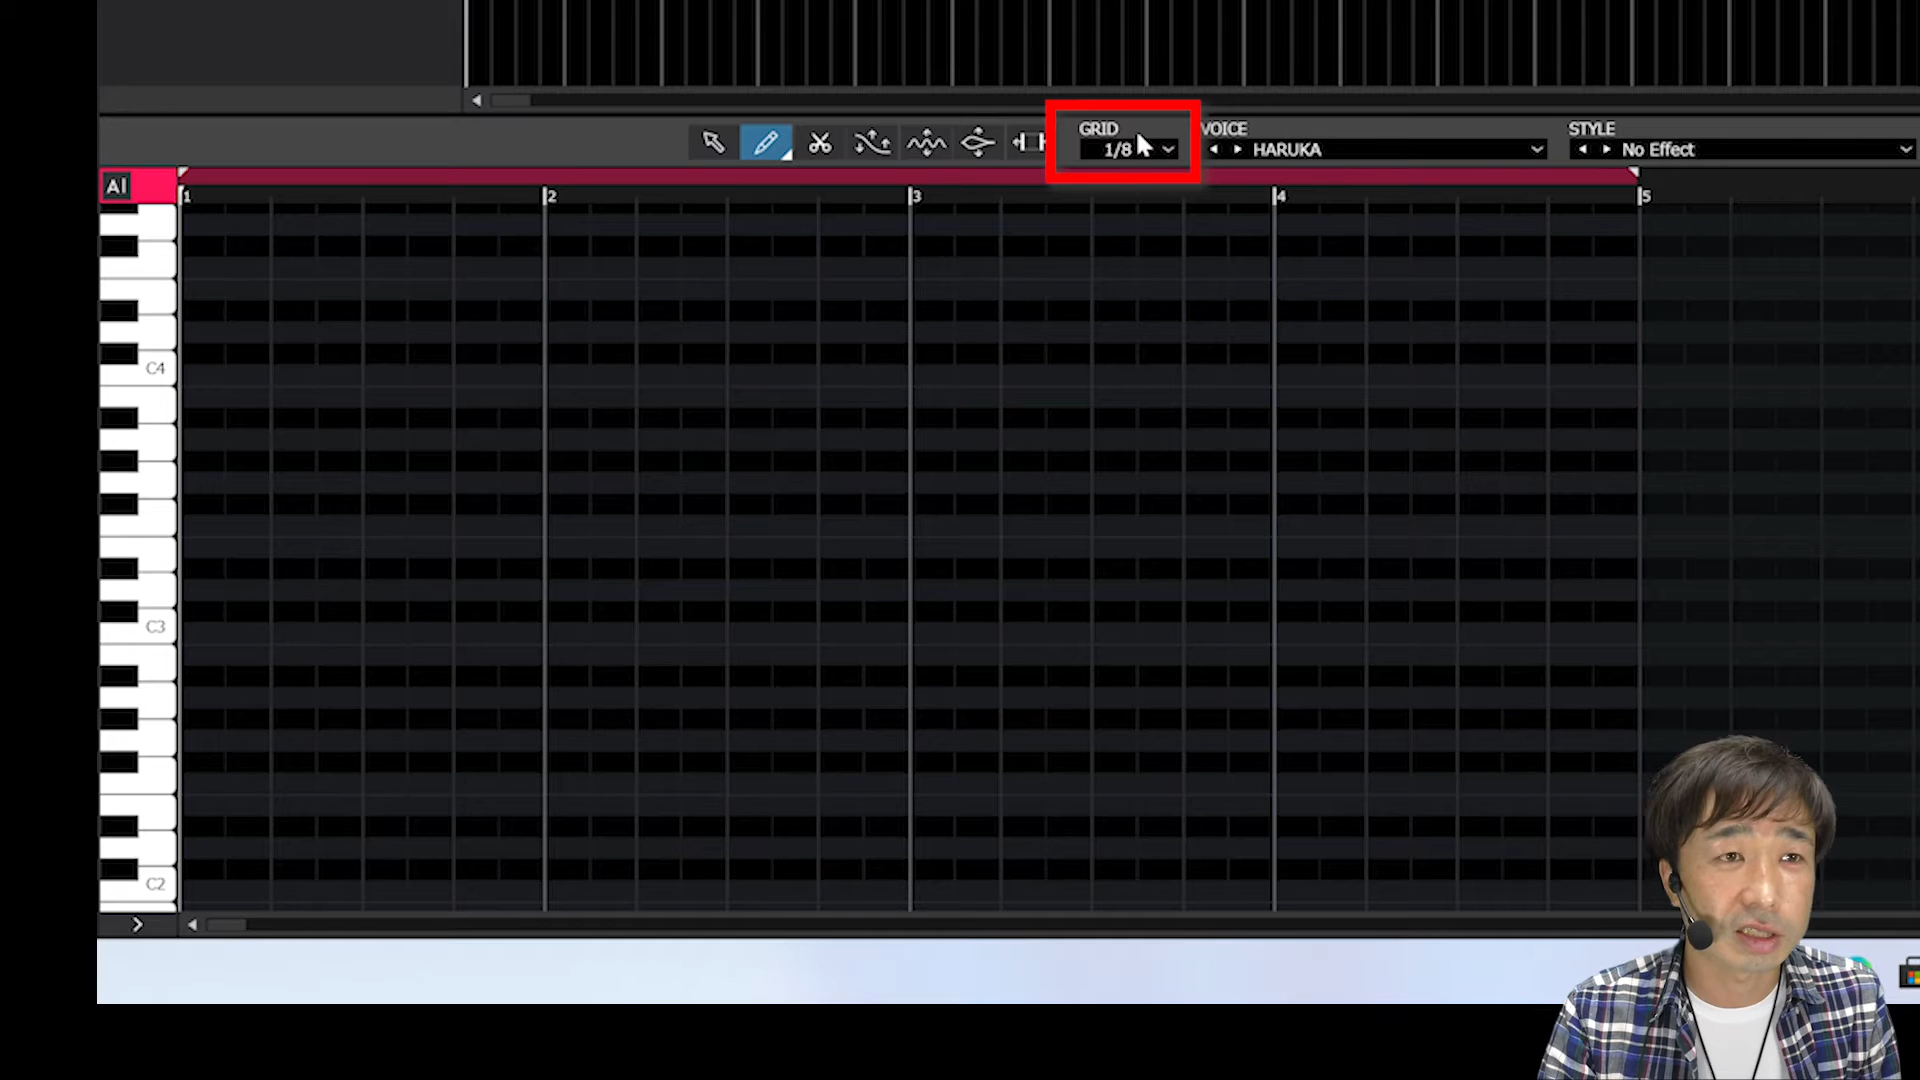 GRID
1/8
VOICE
HARUKA
STYLE
No Effect
AI
1
2
3
4
5
C4
C3
C2